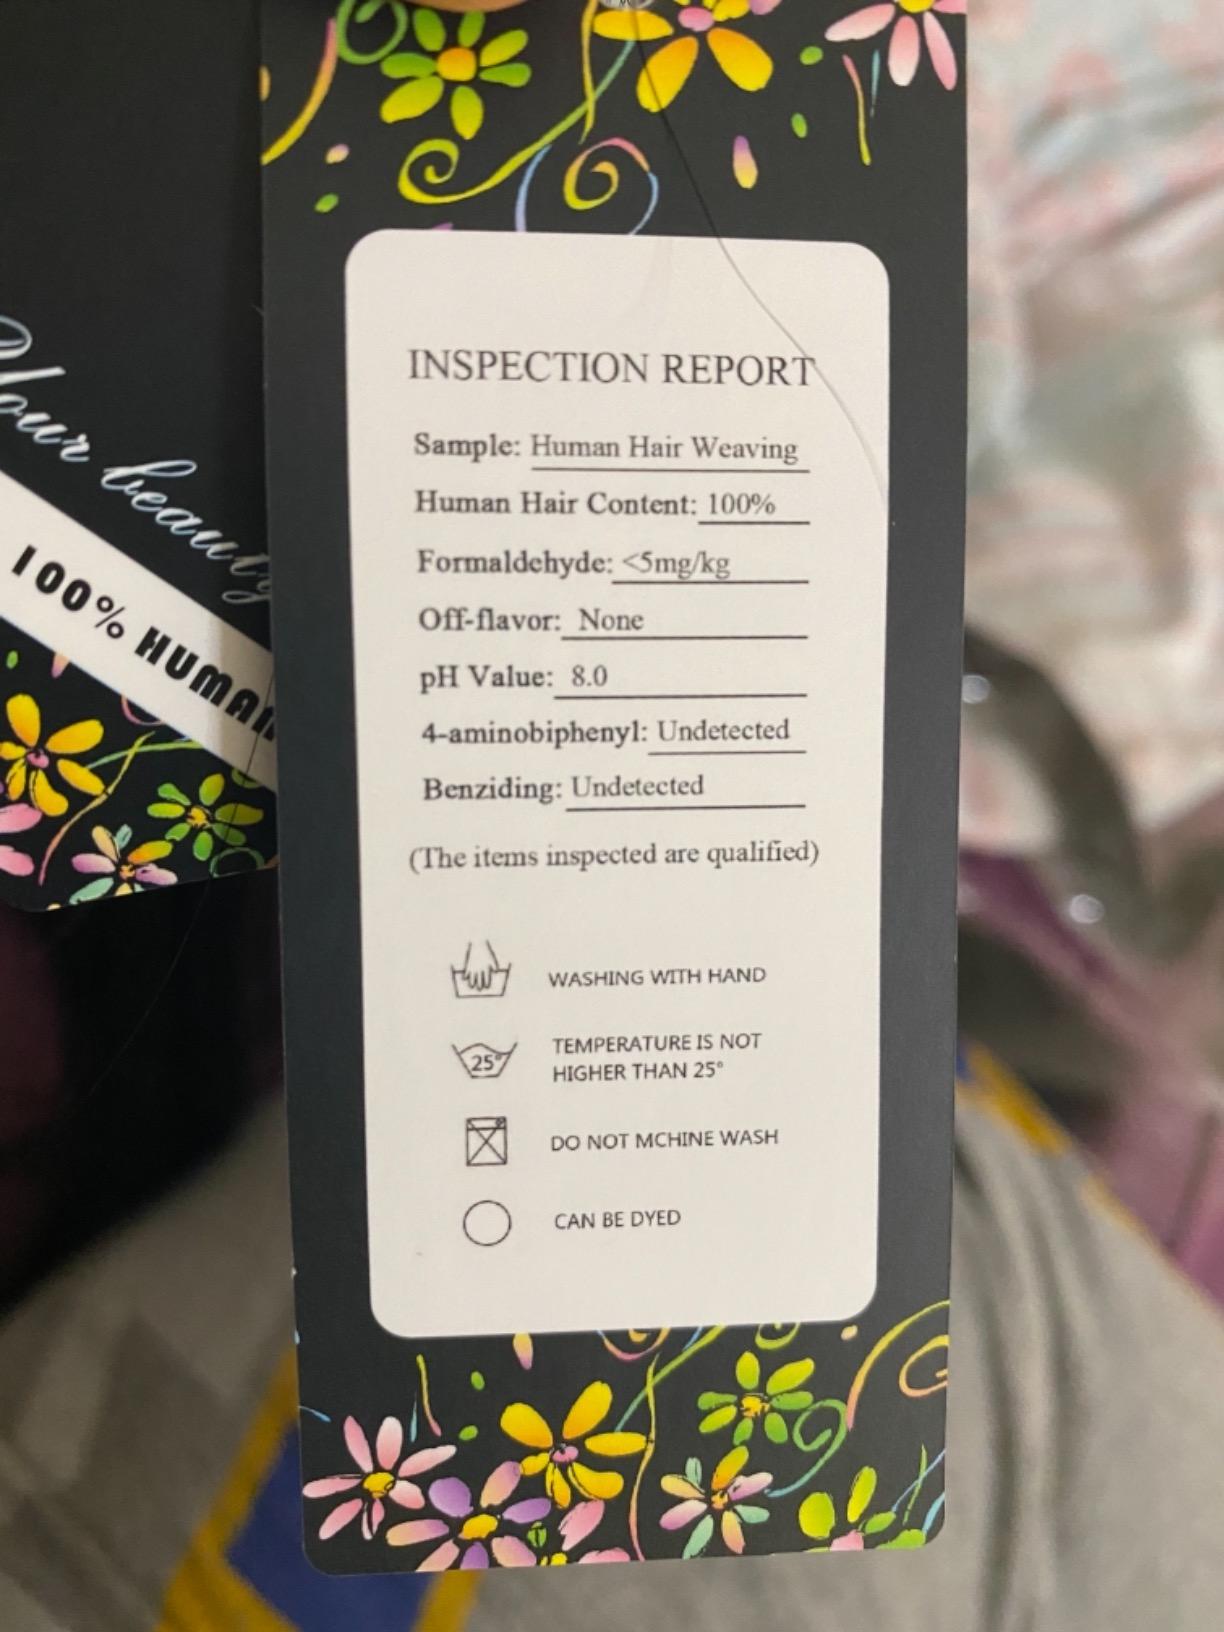 Your beauty
100% HUMAN
INSPECTION REPORT
Sample: Human Hair Weaving
Human Hair Content: 100%
Formaldehyde: <5mg/kg
Off-flavor: None
pH Value: 8.0
4-aminobiphenyl: Undetected
Benziding: Undetected
(The items inspected are qualified)
WASHING WITH HAND
25°
TEMPERATURE IS NOT
HIGHER THAN 25°
DO NOT MCHINE WASH
CAN BE DYED